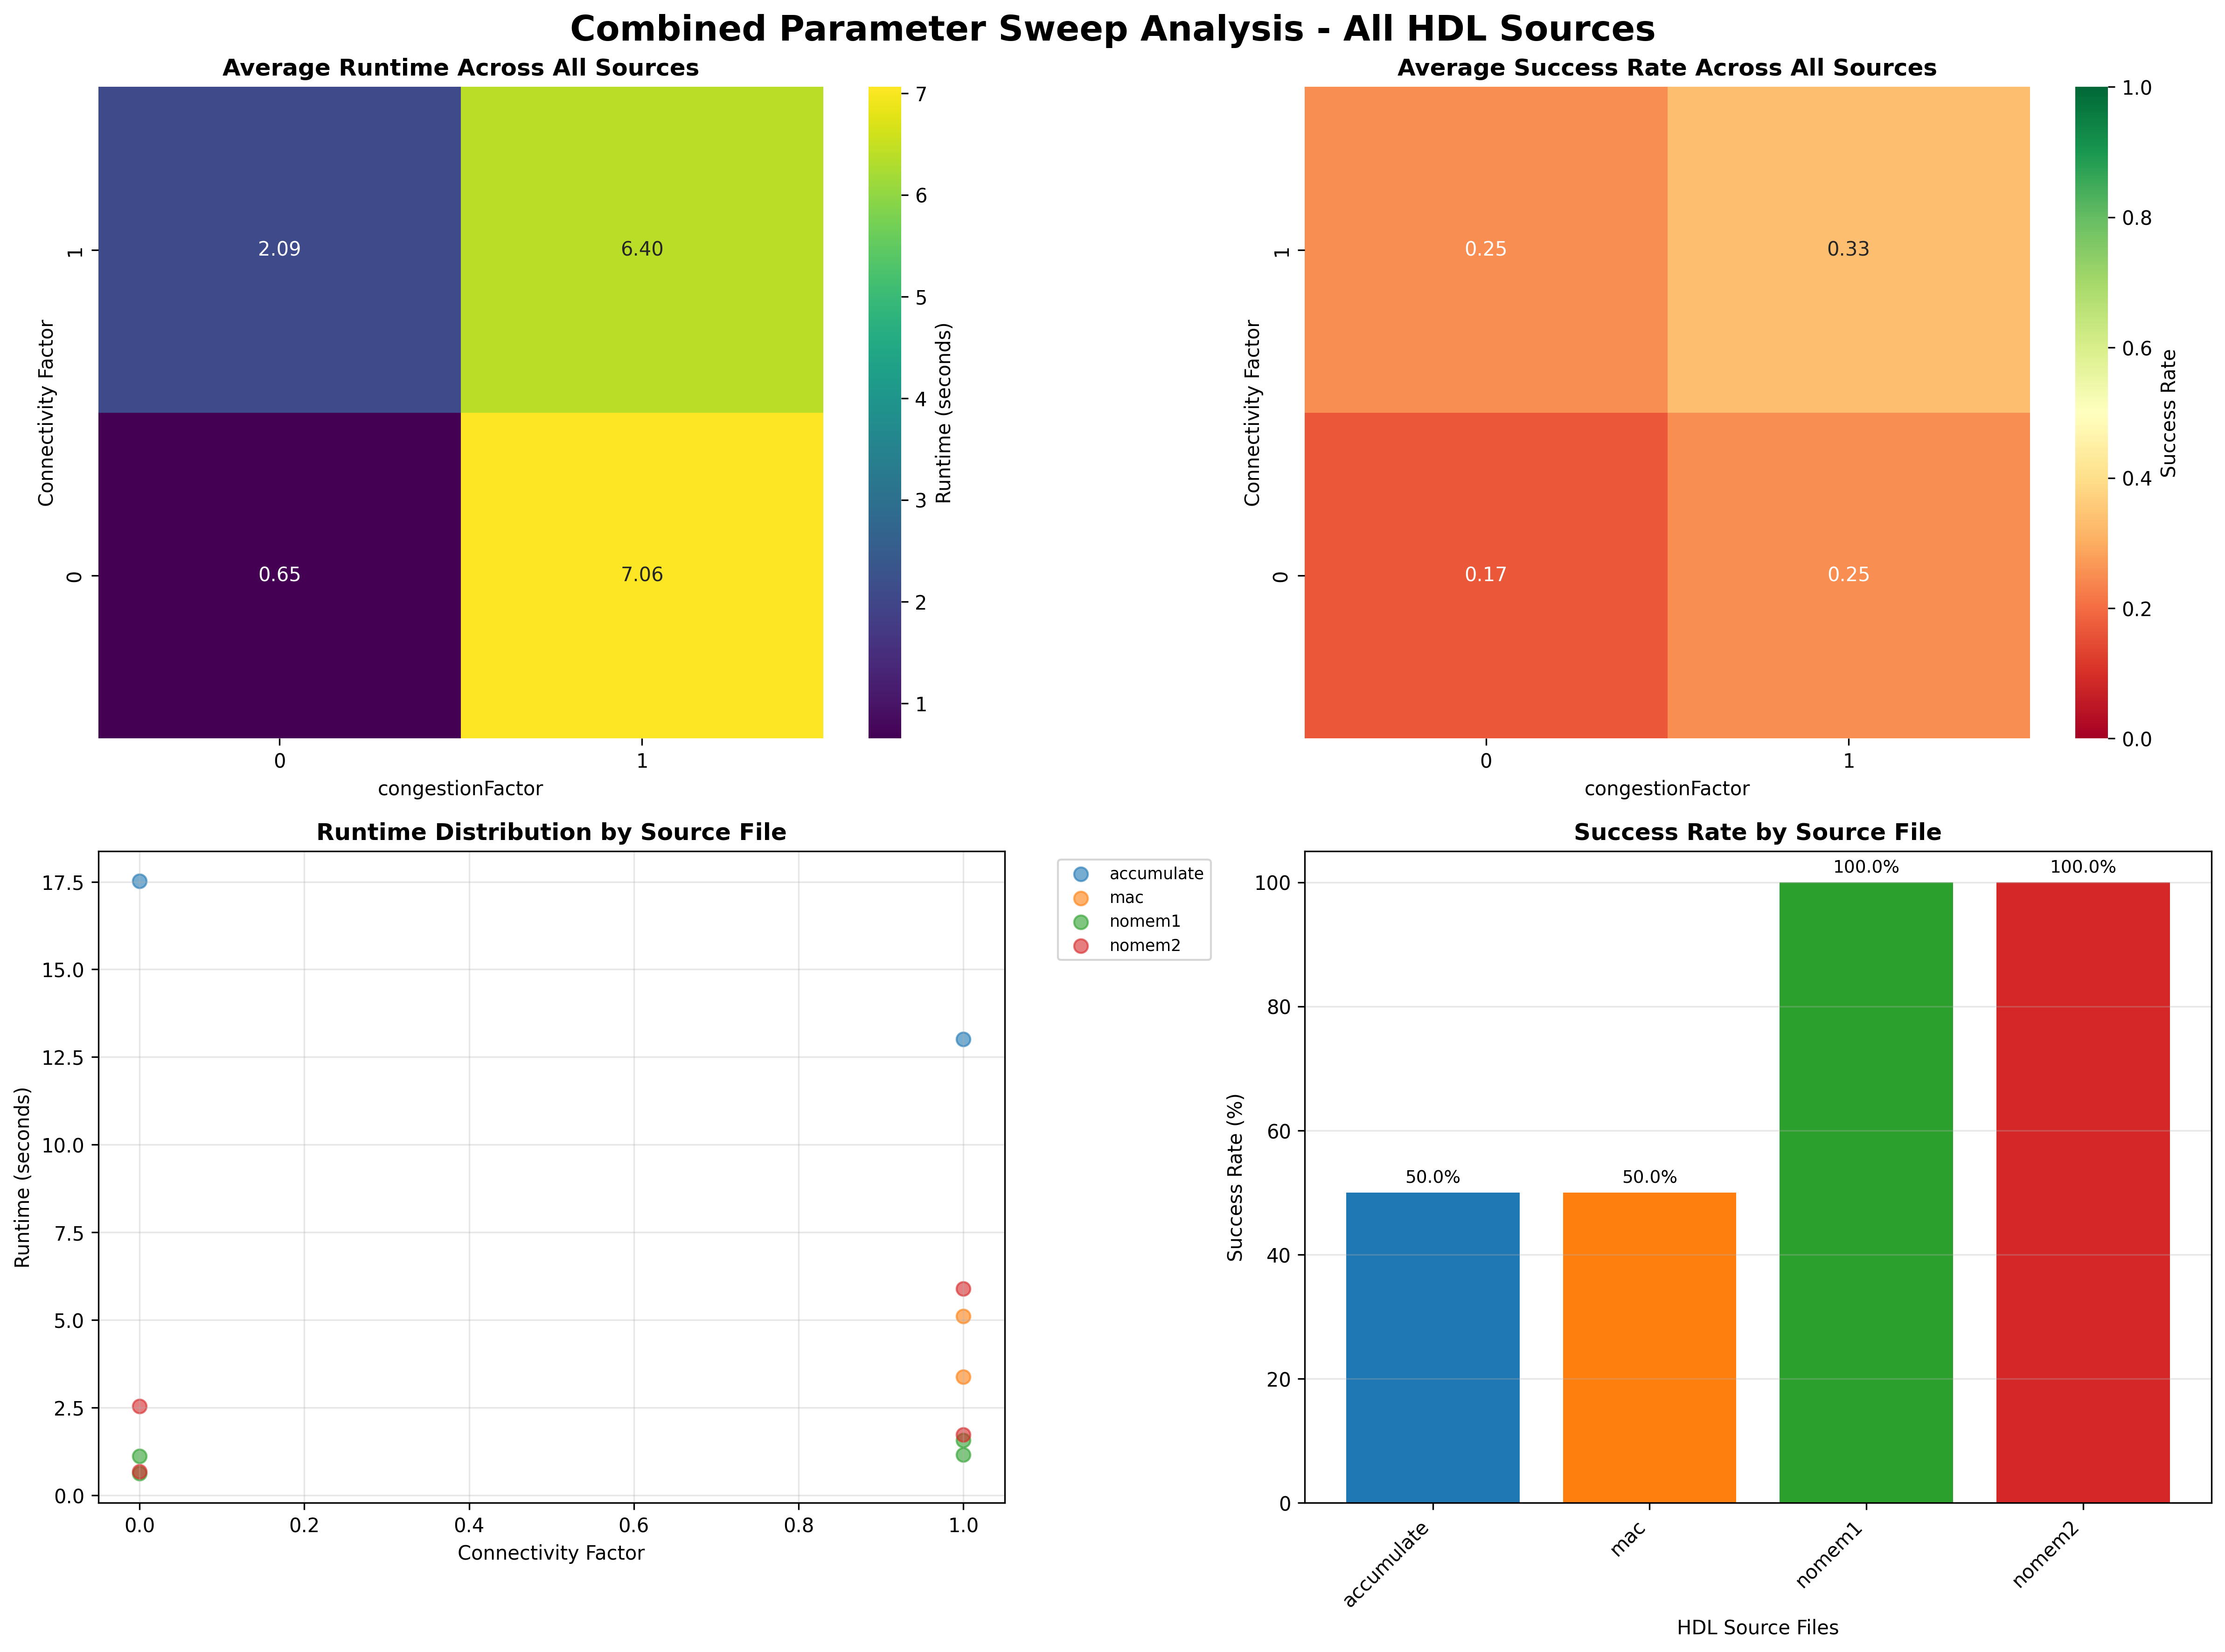 Combined Parameter Sweep Analysis - All HDL Sources
Average Runtime Across All Sources
Connectivity Factor
1
0
2.09
6.40
0.65
7.06
0
1
congestionFactor
7
6
5
4
3
2
1
Runtime (seconds)
Average Success Rate Across All Sources
Connectivity Factor
1
0
0.25
0.33
0.17
0.25
0
1
congestionFactor
1.0
0.8
0.6
0.4
0.2
0.0
Success Rate
Runtime Distribution by Source File
Runtime (seconds)
17.5
15.0
12.5
10.0
7.5
5.0
2.5
0.0
0.0
0.2
0.4
0.6
0.8
1.0
Connectivity Factor
accumulate
mac
nomem1
nomem2
Success Rate by Source File
Success Rate (%)
100
80
60
40
20
0
50.0%
50.0%
100.0%
100.0%
accumulate
mac
nomem1
nomem2
HDL Source Files